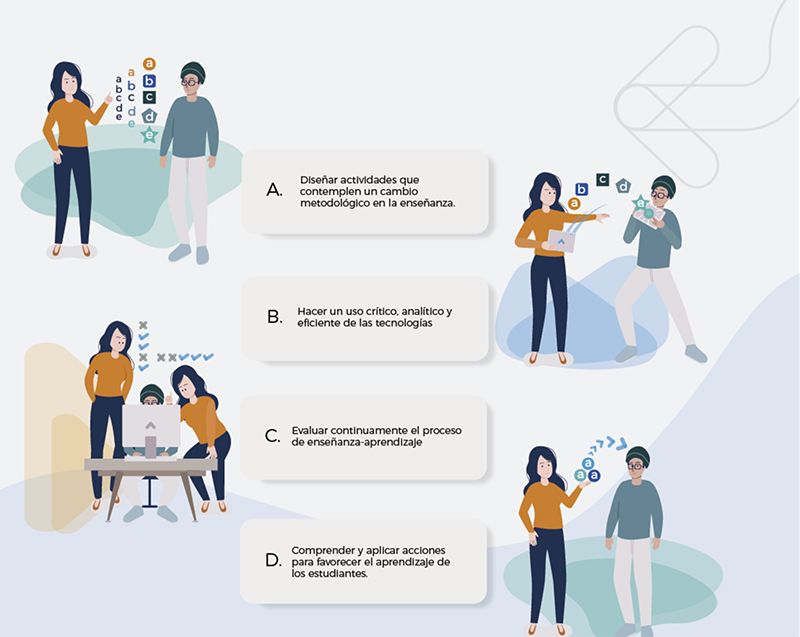 a b c d e
a b c d e
a b c d e
A. Diseñar actividades que
contemplen un cambio
metodológico en la enseñanza.
a b c d e
B. Hacer un uso crítico, analítico y
eficiente de las tecnologías
C. Evaluar continuamente el proceso
de enseñanza-aprendizaje
a
a a
D. Comprender y aplicar acciones
para favorecer el aprendizaje de
los estudiantes.